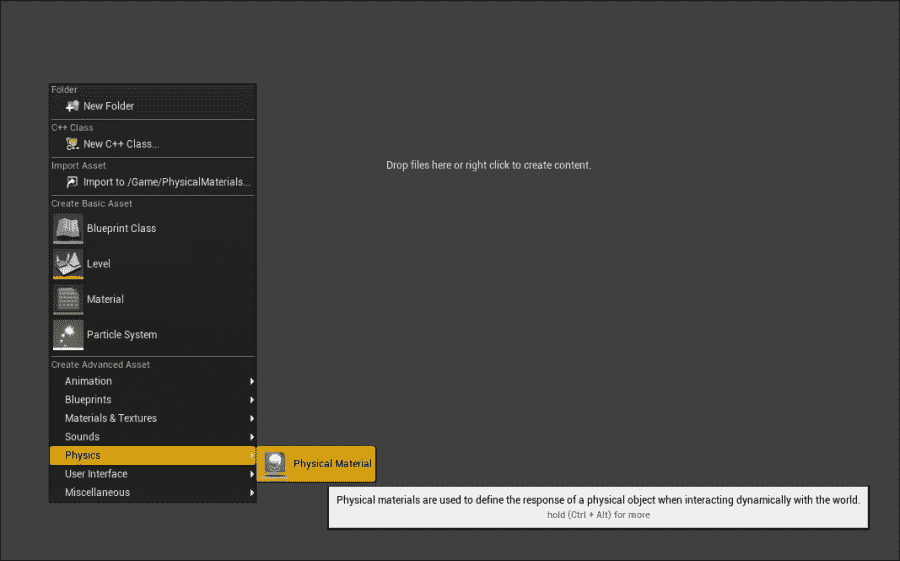 Folder
New Folder
C++ Class
New C++ Class...
Import Asset
Import to /Game/PhysicalMaterials...
Create Basic Asset
Blueprint Class
Level
Material
Particle System
Create Advanced Asset
Animation
Blueprints
Materials & Textures
Sounds
Physics
User Interface
Miscellaneous
Drop files here or right click to create content.
Physical Material
Physical materials are used to define the response of a physical object when interacting dynamically with the world.
hold (Ctrl + Alt) for more